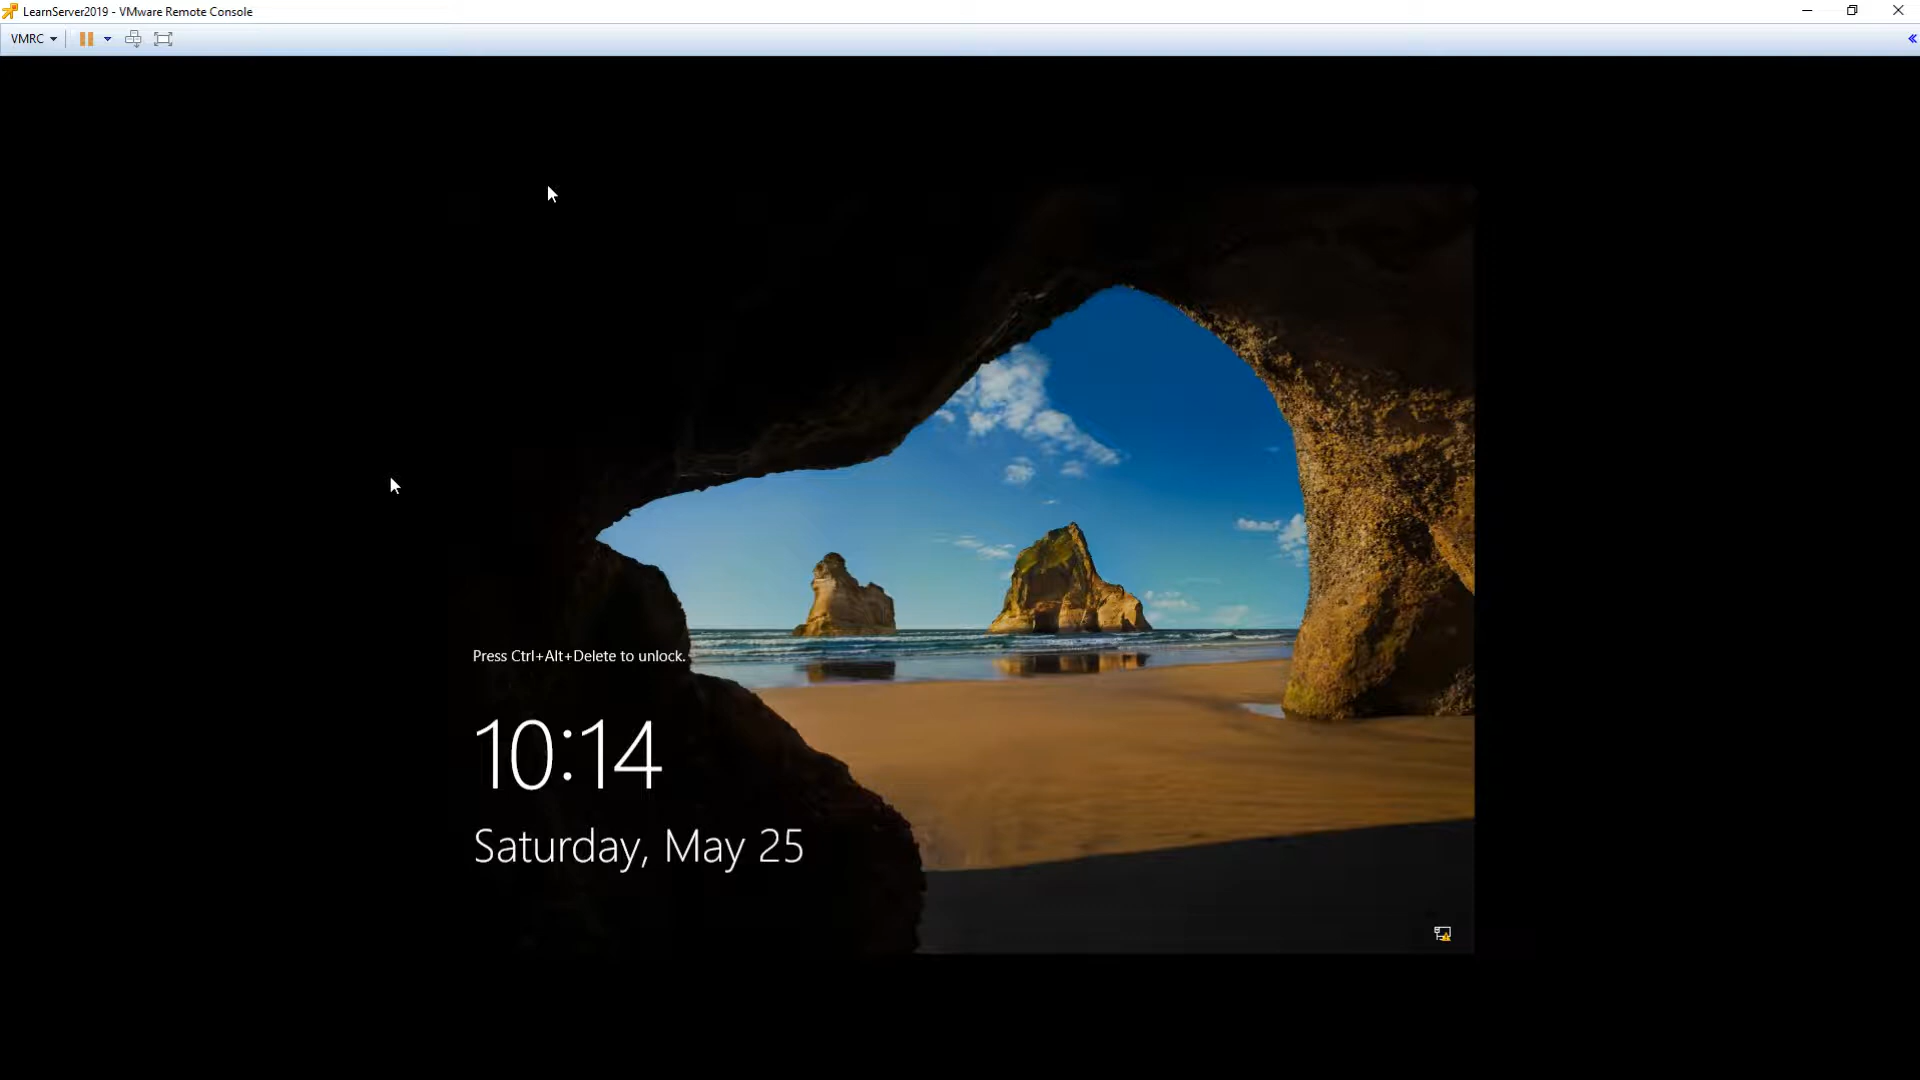 LearnServer2019 - VMware Remote Console
VMRC
Press Ctrl+Alt+Delete to unlock.
10:14
Saturday, May 25